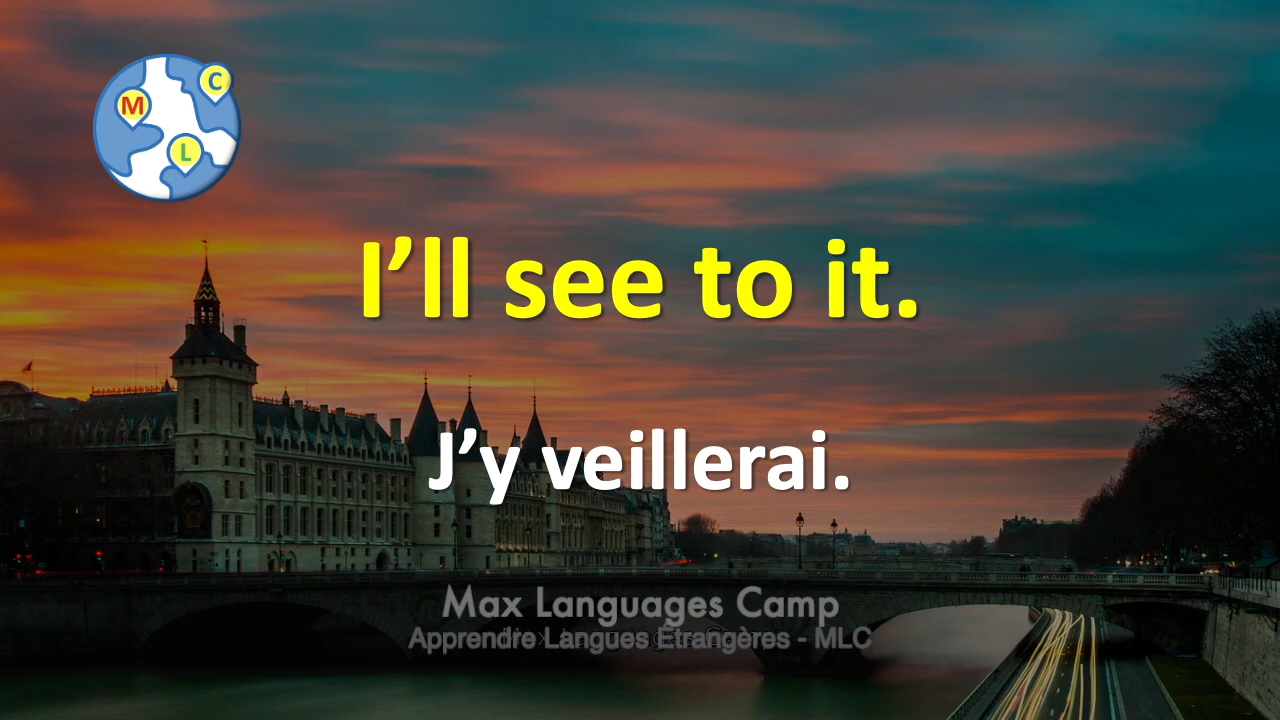 M
C
L
I’ll see to it.
J’y veillerai.
Max Languages Camp
Apprendre Langues Étrangères - MLC